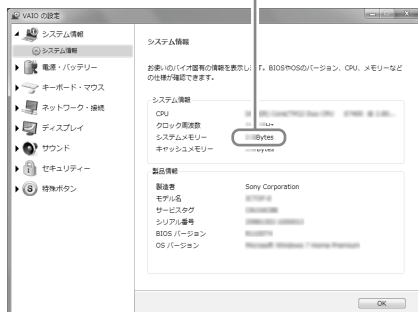 VAIO の設定
システム情報
システム情報
電源・バッテリー
キーボード・マウス
ネットワーク・接続
ディスプレイ
サウンド
セキュリティー
特殊ボタン
システム情報
お使いのバイオ固有の情報を表示します。BIOSやOSのバージョン、CPU、メモリーなど
の仕様が確認できます。
システム情報
CPU
クロック周波数
システムメモリー Bytes
キャッシュメモリー
製品情報
製造者 Sony Corporation
モデル名
サービスタグ
シリアル番号
BIOS バージョン
OS バージョン
OK